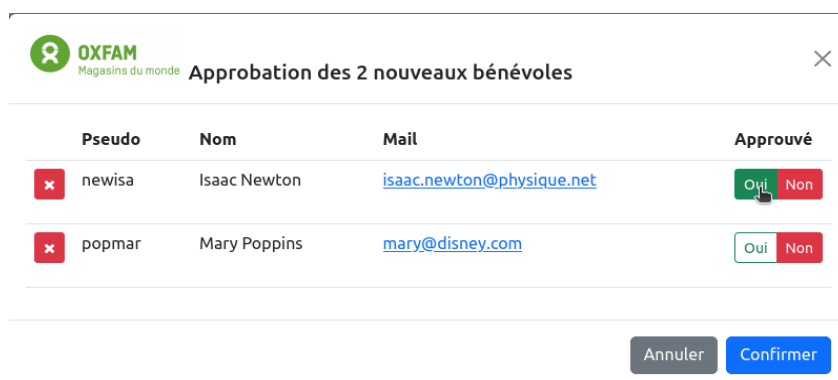 OXFAM
Magasins du monde
Approbation des 2 nouveaux bénévoles
Pseudo Nom Mail Approuvé
newisa Isaac Newton isaac.newton@physique.net Oui Non
popmar Mary Poppins mary@disney.com Oui Non
Annuler Confirmer